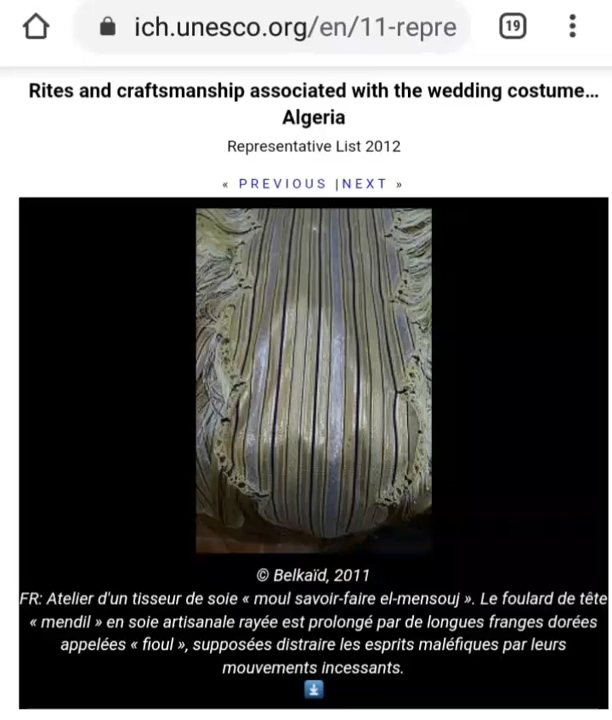 ich.unesco.org/en/11-repre
19
Rites and craftsmanship associated with the wedding costume...
Algeria
Representative List 2012
« PREVIOUS | NEXT »
© Belkaïd, 2011
FR: Atelier d'un tisseur de soie « moul savoir-faire el-mensouj ». Le foulard de tête
« mendil » en soie artisanale rayée est prolongé par de longues franges dorées
appelées « fioul », supposées distraire les esprits maléfiques par leurs
mouvements incessants.